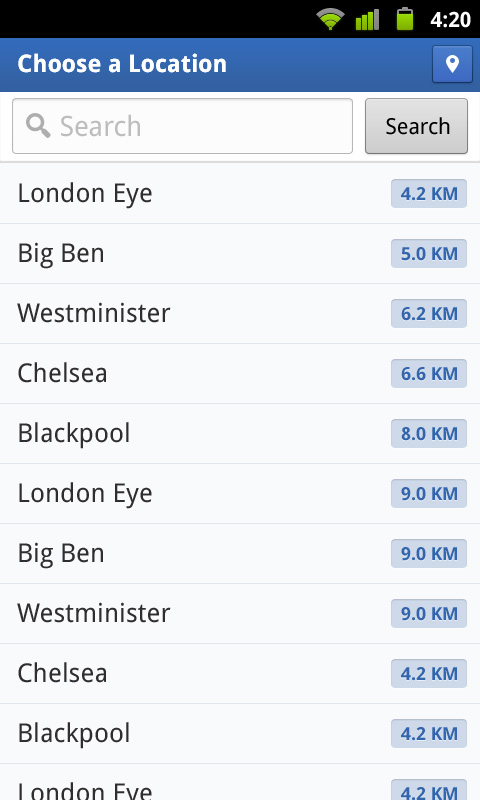 4:20
Choose a Location
Search Search
London Eye 4.2 KM
Big Ben 5.0 KM
Westminister 6.2 KM
Chelsea 6.6 KM
Blackpool 8.0 KM
London Eye 9.0 KM
Big Ben 9.0 KM
Westminister 9.0 KM
Chelsea 4.2 KM
Blackpool 4.2 KM
London Eye 4.2 KM